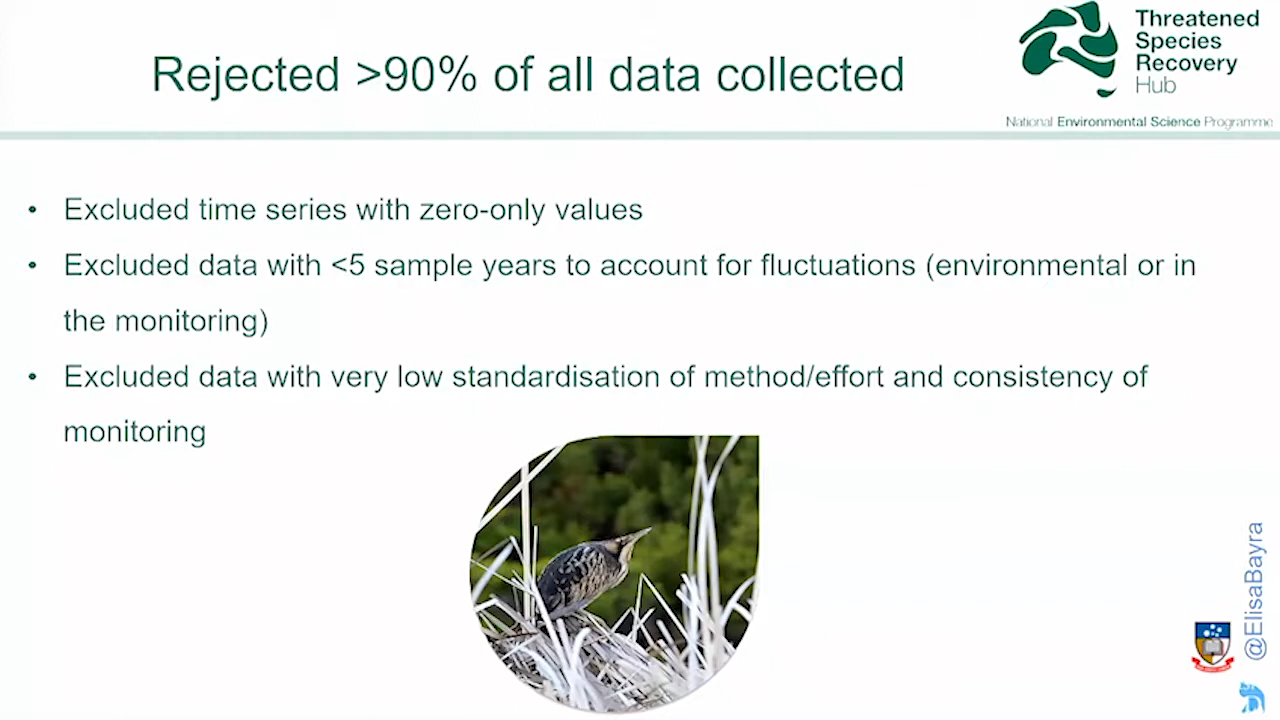 Rejected >90% of all data collected
Threatened
Species
Recovery
Hub
National Environmental Science Programme
• Excluded time series with zero-only values
• Excluded data with <5 sample years to account for fluctuations (environmental or in
the monitoring)
• Excluded data with very low standardisation of method/effort and consistency of
monitoring
@ElisaBayra